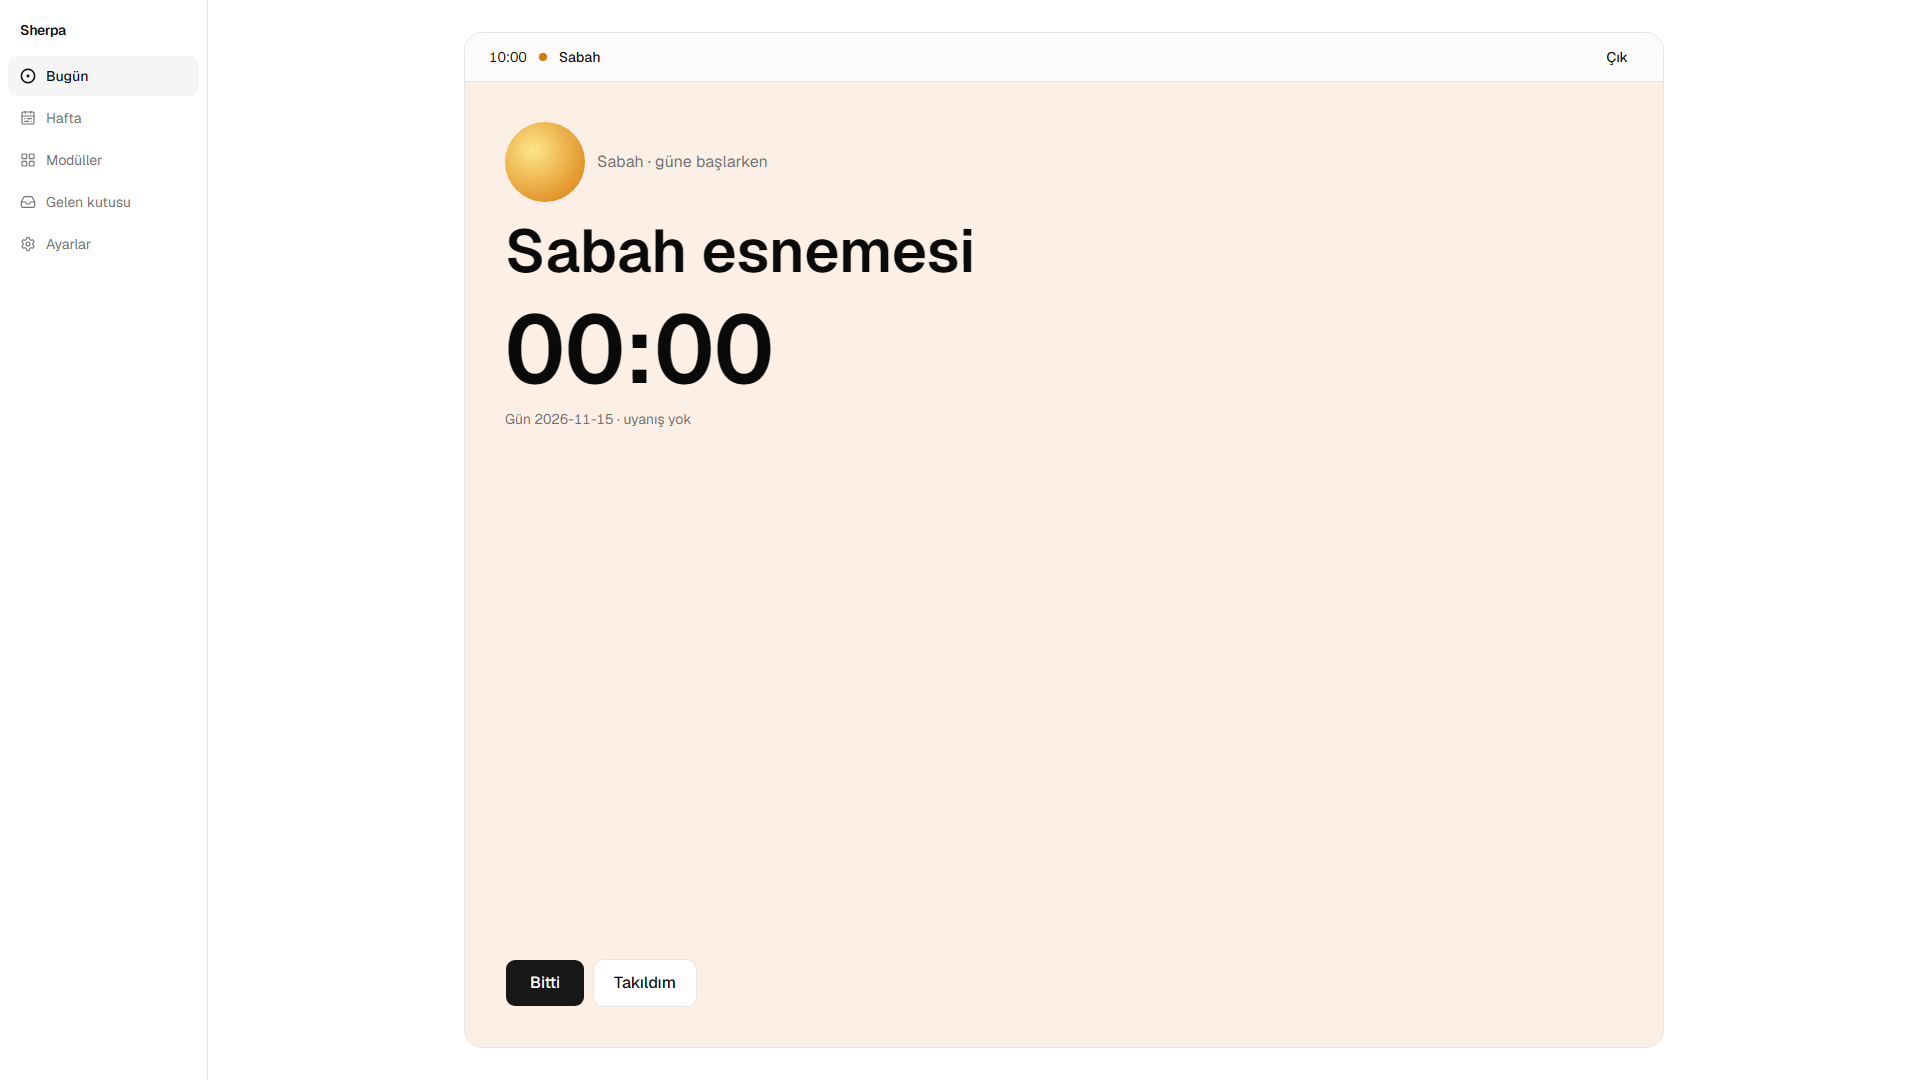 Sherpa
Bugün
Hafta
Modüller
Gelen kutusu
Ayarlar
10:00 Sabah Çık
Sabah · güne başlarken
Sabah esnemesi
00:00
Gün 2026-11-15 · uyanış yok
Bitti Takıldım